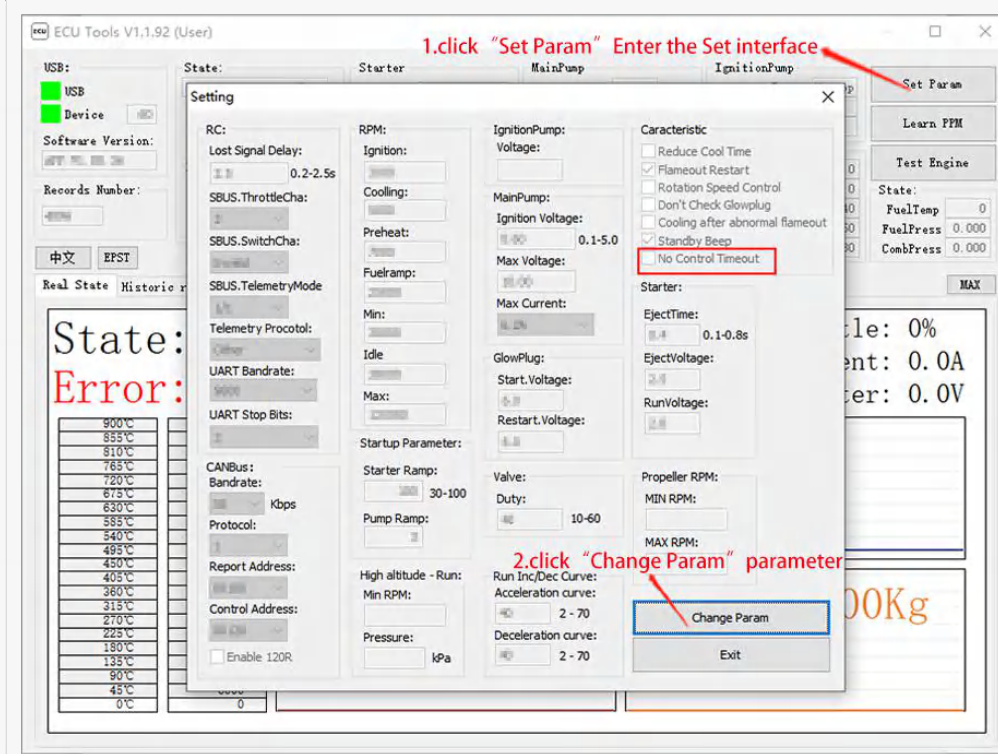 ECU Tools V1.1.92 (User)
1.click “Set Param” Enter the Set interface
USB:
State:
Starter
MainPump
IgnitionPump
USB
Device
Software Version:
Records Number:
中文
EPST
Real State
MAX
Set Param
Learn PPM
Test Engine
State:
FuelTemp 0
FuelPress 0.000
CombPress 0.000
State:
Error:
0%
0.0A
0.0V
900℃
855℃
810℃
765℃
720℃
675℃
630℃
585℃
540℃
495℃
450℃
405℃
360℃
315℃
270℃
225℃
180℃
135℃
90℃
45℃
0℃
0
Setting
RC:
Lost Signal Delay:
0.2-2.5s
SBUS.ThrottleCha:
SBUS.SwitchCha:
SBUS.TelemetryMode
Telemetry Procotol:
UART Bandrate:
UART Stop Bits:
CANBus:
Bandrate:
Kbps
Protocol:
Report Address:
Control Address:
Enable 120R
RPM:
Ignition:
Coolling:
Preheat:
Fuelramp:
Min:
Idle
Max:
Startup Parameter:
Starter Ramp:
30-100
Pump Ramp:
High altitude - Run:
Min RPM:
Pressure:
kPa
IgnitionPump:
Voltage:
MainPump:
Ignition Voltage:
0.1-5.0
Max Voltage:
Max Current:
GlowPlug:
Start.Voltage:
Restart.Voltage:
Valve:
Duty:
10-60
Run Inc/Dec Curve:
Acceleration curve:
2 - 70
Deceleration curve:
2 - 70
Caracteristic
Reduce Cool Time
Flameout Restart
Rotation Speed Control
Don't Check Glowplug
Cooling after abnormal flameout
Standby Beep
No Control Timeout
Starter:
EjectTime:
0.1-0.8s
EjectVoltage:
RunVoltage:
Propeller RPM:
MIN RPM:
MAX RPM:
2.click “Change Param” parameter
Change Param
Exit